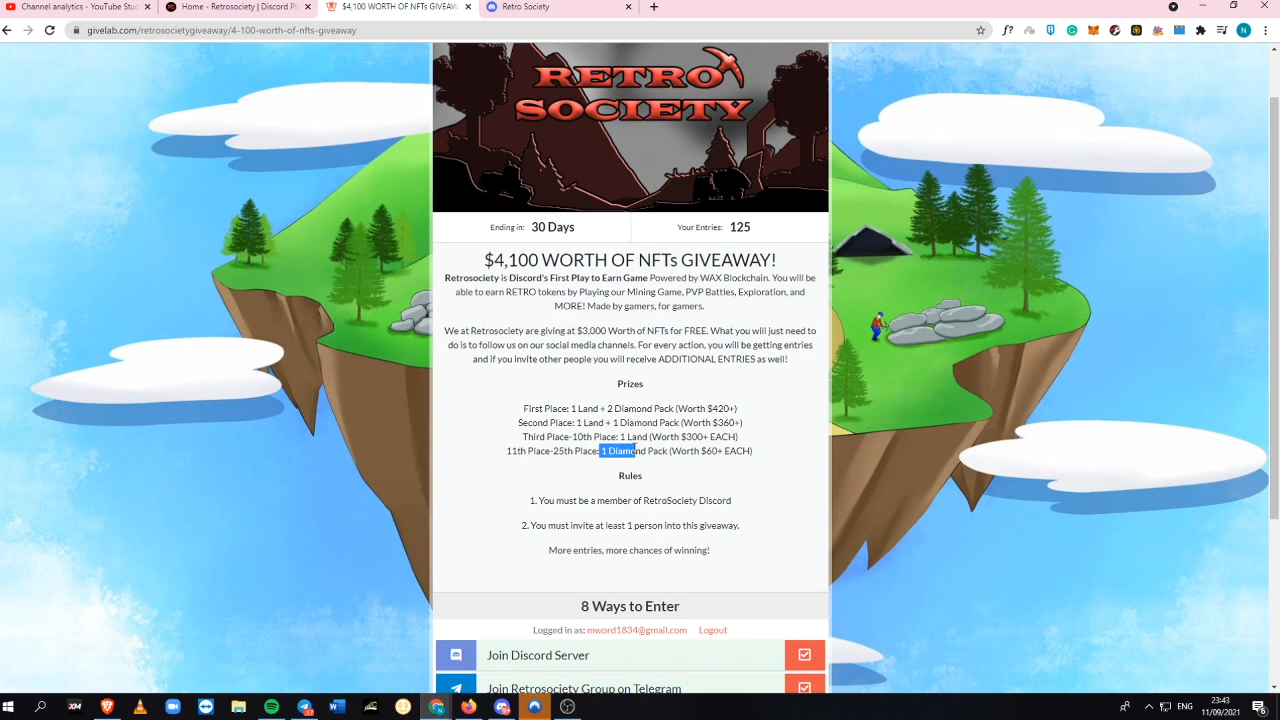 Channel analytics - YouTube Stu
Home - Retrosociety | Discord Pl
$4,100 WORTH OF NFTs GIVEAW
Retro Society
givelab.com/retrosocietygiveaway/4-100-worth-of-nfts-giveaway
RETRO
SOCIETY
Ending in: 30 Days
Your Entries: 125
$4,100 WORTH OF NFTs GIVEAWAY!
Retrosociety is Discord's First Play to Earn Game Powered by WAX Blockchain. You will be
able to earn RETRO tokens by Playing our Mining Game, PVP Battles, Exploration, and
MORE! Made by gamers, for gamers.
We at Retrosociety are giving at $3,000 Worth of NFTs for FREE. What you will just need to
do is to follow us on our social media channels. For every action, you will be getting entries
and if you invite other people you will receive ADDITIONAL ENTRIES as well!
Prizes
First Place: 1 Land + 2 Diamond Pack (Worth $420+)
Second Place: 1 Land + 1 Diamond Pack (Worth $360+)
Third Place-10th Place: 1 Land (Worth $300+ EACH)
11th Place-25th Place: 1 Diamond Pack (Worth $60+ EACH)
Rules
1. You must be a member of RetroSociety Discord
2. You must invite at least 1 person into this giveaway.
More entries, more chances of winning!
8 Ways to Enter
Logged in as: mword1834@gmail.com Logout
Join Discord Server
Join Retrosociety Group on Telegram
ENG
23:43
11/09/2021